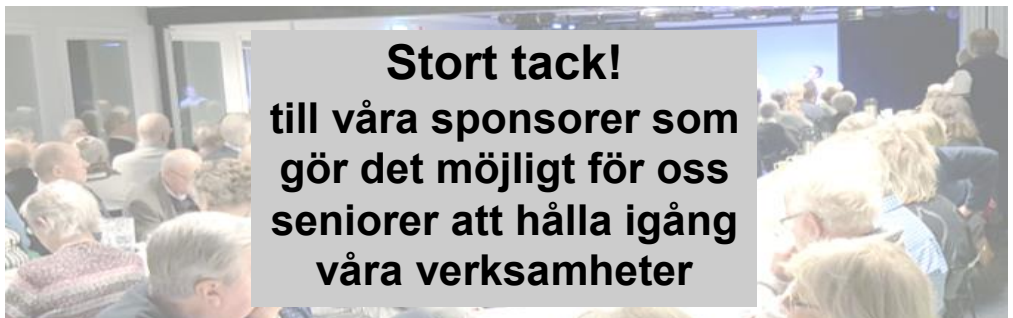 Stort tack!
till våra sponsorer som
gör det möjligt för oss
seniorer att hålla igång
våra verksamheter